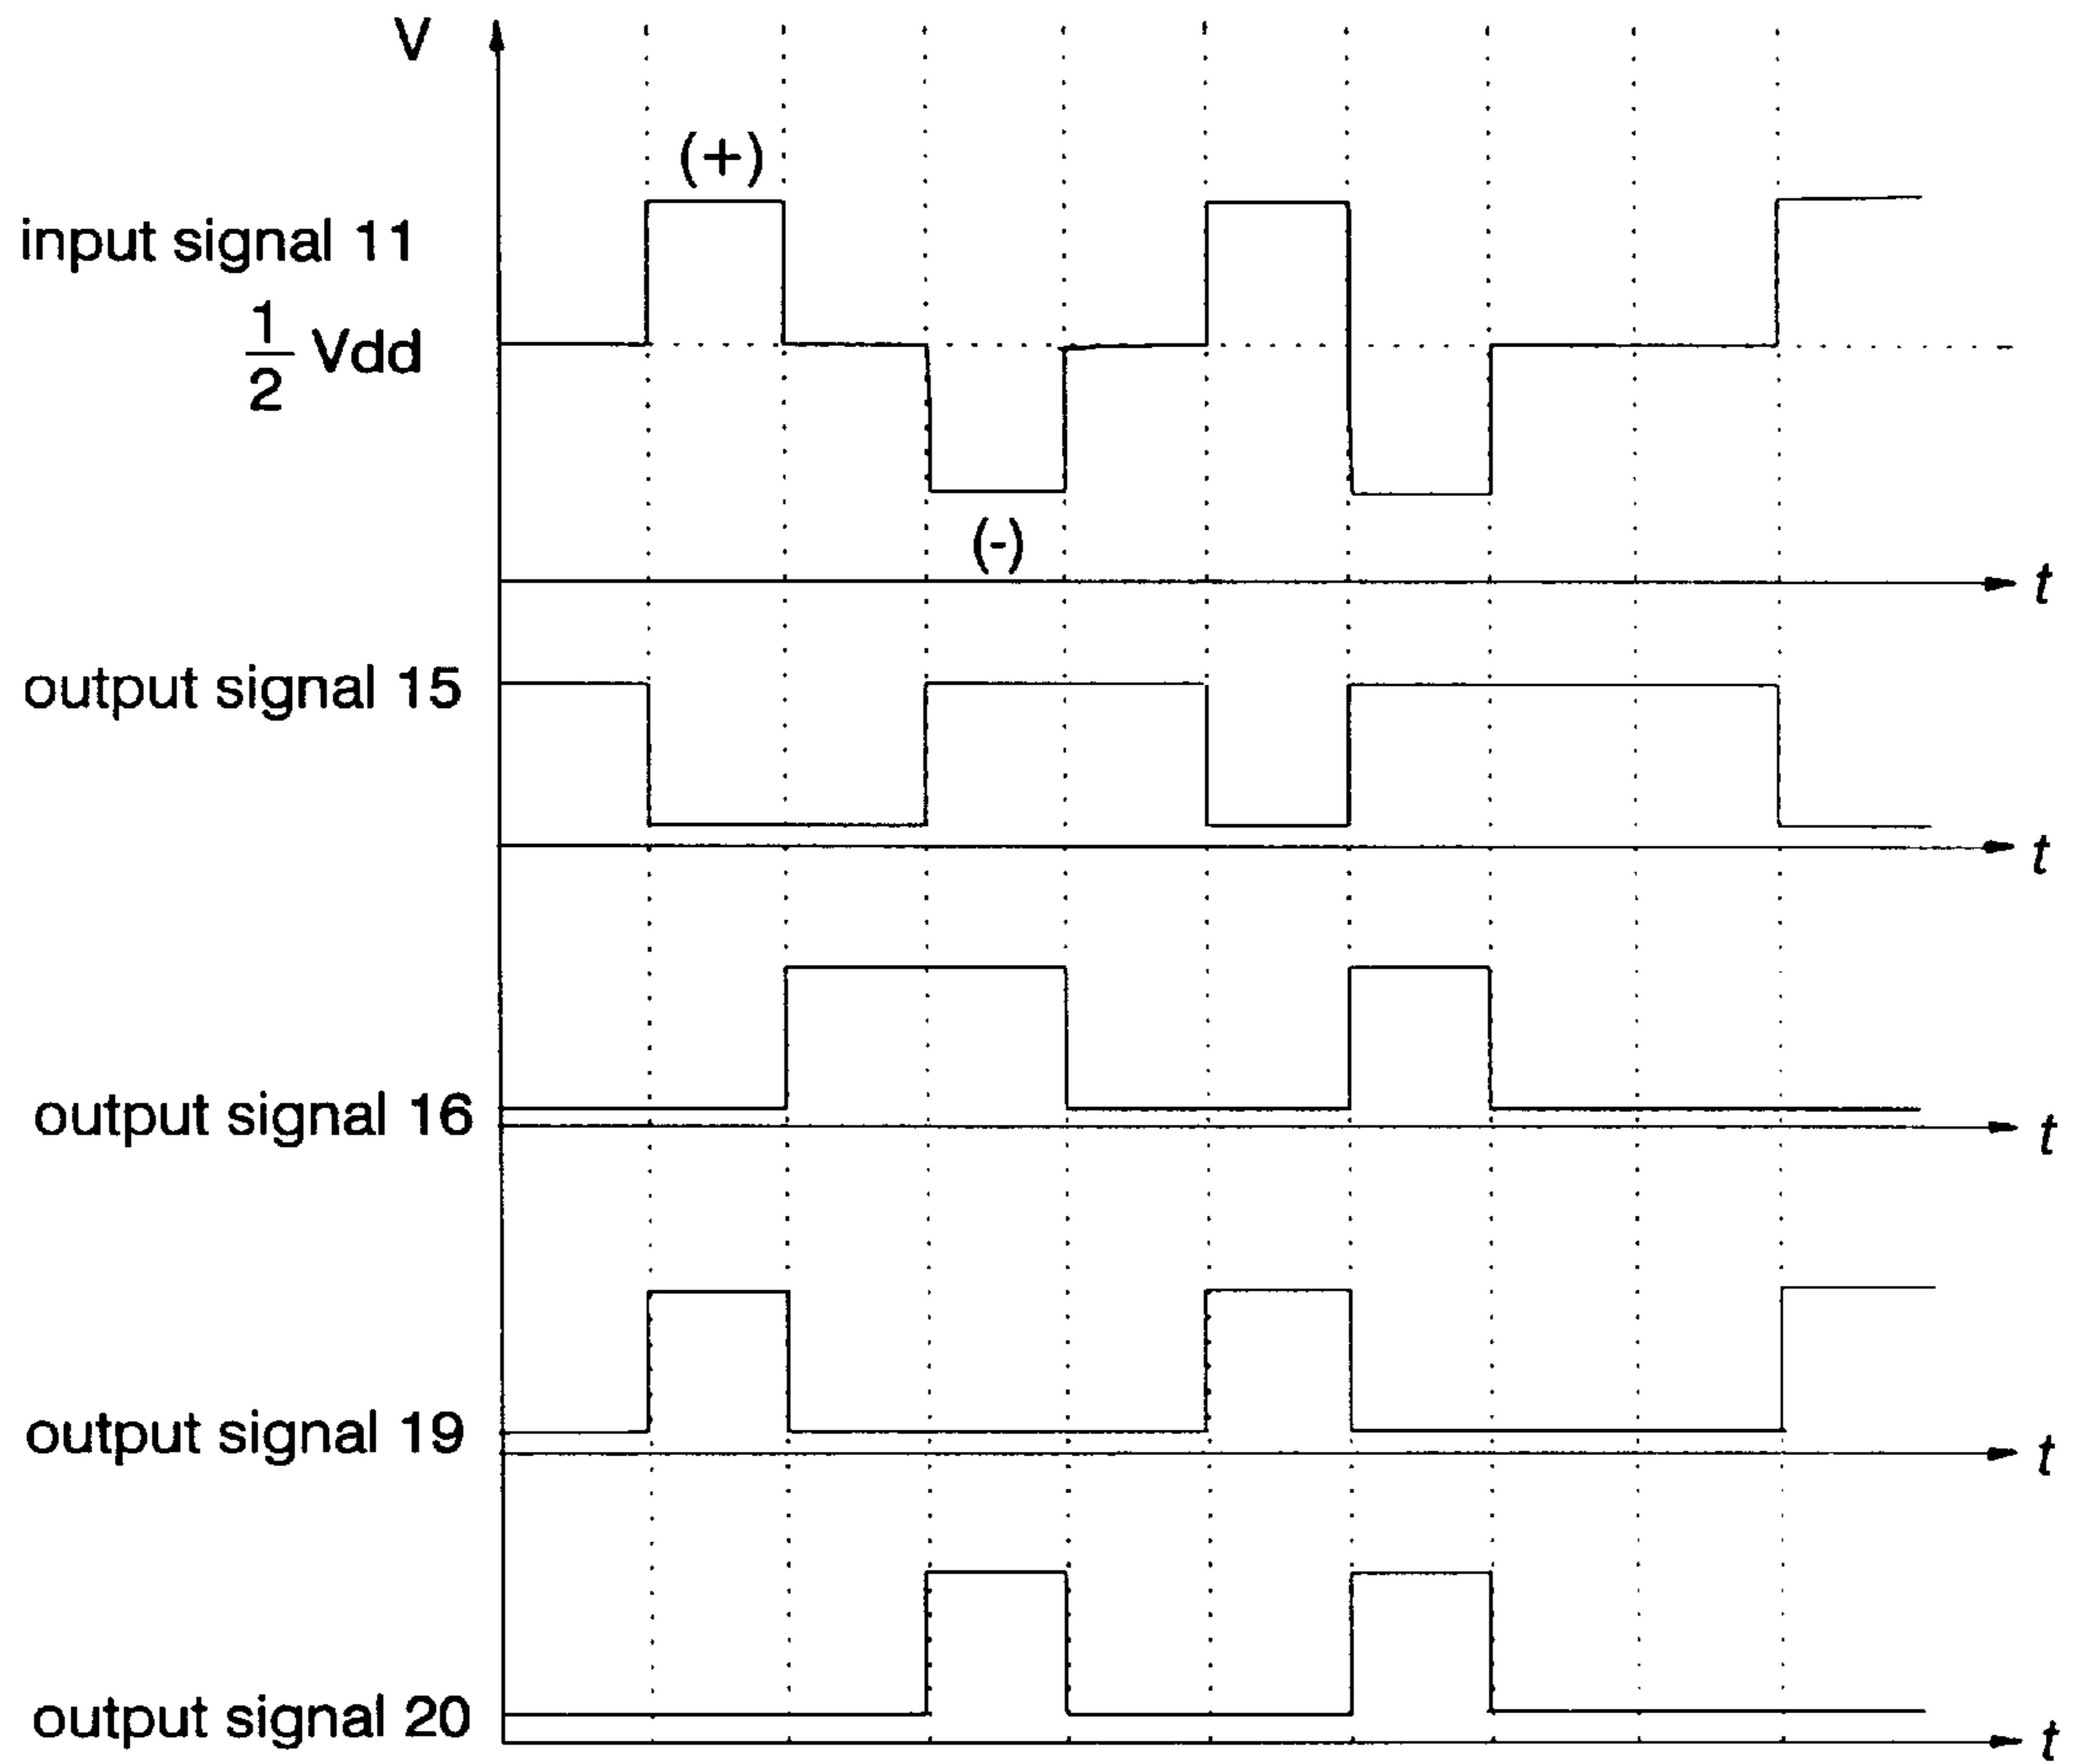 V
(+)
input signal 11
1
2 Vdd
(-)
t
output signal 15
t
output signal 16
t
output signal 19
t
output signal 20
t